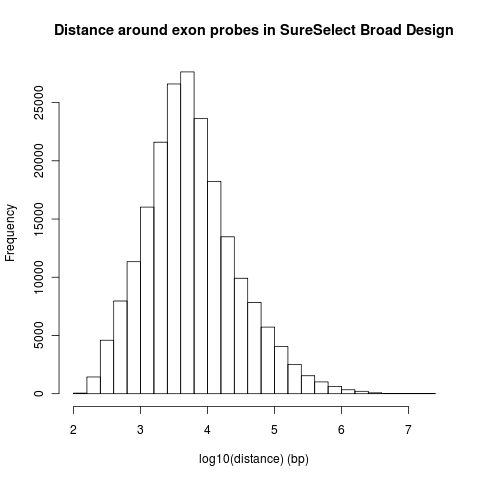 Distance around exon probes in SureSelect Broad Design
Frequency
25000
20000
15000
10000
5000
0
2 3 4 5 6 7
log10(distance) (bp)